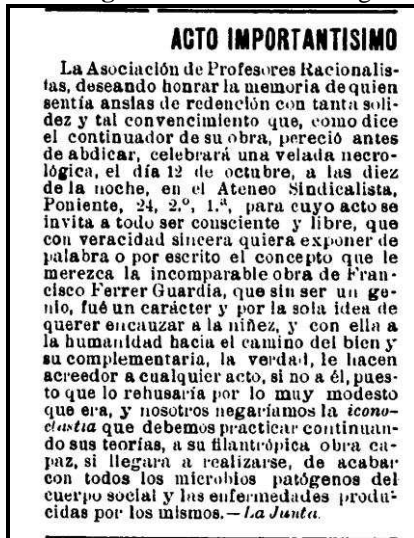 ACTO IMPORTANTISIMO
La Asociación de Profesores Racionalis-
tas, deseando honrar la memoria de quien
sentía ansias de redención con tanta soli-
dez y tal convencimiento que, como dice
el continuador de su obra, pereció antes
de abdicar, celebrará una velada necro-
lógica, el día 12 de octubre, a las diez
de la noche, en el Ateneo Sindicalista,
Poniente, 24, 2.º, 1.ª, para cuyo acto se
invita a todo ser consciente y libre, que
con veracidad sincera quiera exponer de
palabra o por escrito el concepto que le
merezca la incomparable obra de Fran-
cisco Ferrer Guardia, que sin ser un ge-
nio, fué un carácter y por la sola idea de
querer encauzar a la niñez, y con ella a
la humanidad hacia el camino del bien y
su complementaria, la verdad, le hacen
acreedor a cualquier acto, si no a él, pues-
to que lo rehusaría por lo muy modesto
que era, y nosotros negaríamos la icono-
clastia que debemos practicar continuan-
do sus teorías, a su filantrópica obra ca-
paz, si llegara a realizarse, de acabar
con todos los microbios patógenos del
cuerpo social y las enfermedades produ-
cidas por los mismos.—La Junta.